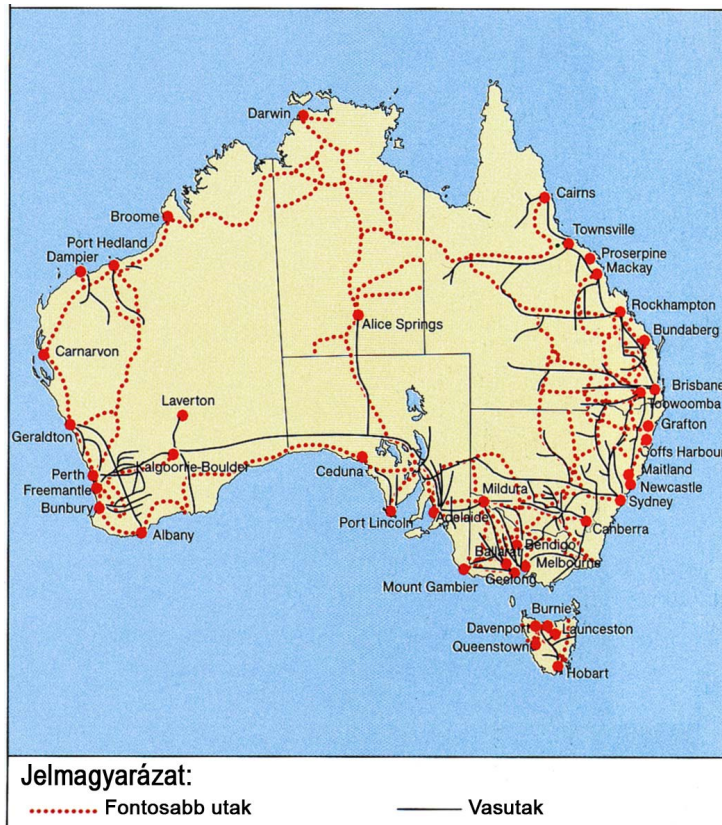 Darwin
Cairns
Broome
Townsville
Port Hedland
Proserpine
Dampier
Mackay
Rockhampton
Alice Springs
Bundaberg
Carnarvon
Brisbane
Laverton
Toowoomba
Geraldton
Grafton
Coffs Harbour
Kalgoorlie-Boulder
Ceduna
Maitland
Perth
Milduta
Newcastle
Freemantle
Sydney
Bunbury
Port Lincoln
Adelaide
Canberra
Albany
Bendigo
Ballarat
Melbourne
Mount Gambier
Geelong
Burnie
Davenport
Launceston
Queenstown
Hobart
Jelmagyarázat:
Fontosabb utak
Vasutak